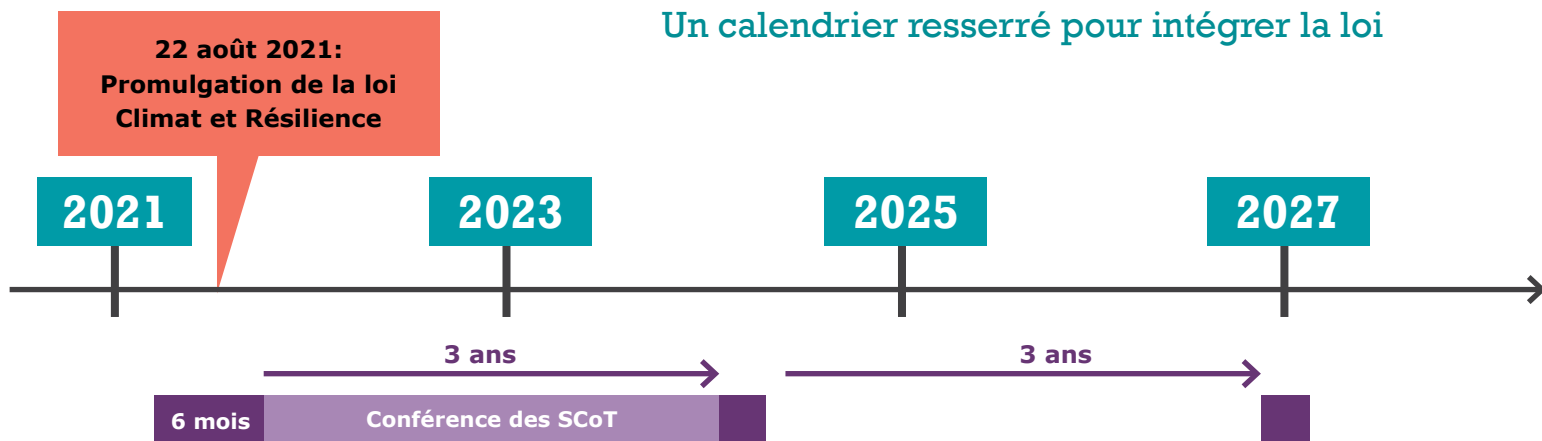 Un calendrier resserré pour intégrer la loi
22 août 2021:
Promulgation de la loi
Climat et Résilience
2021
2023
2025
2027
3 ans
3 ans
6 mois
Conférence des SCoT